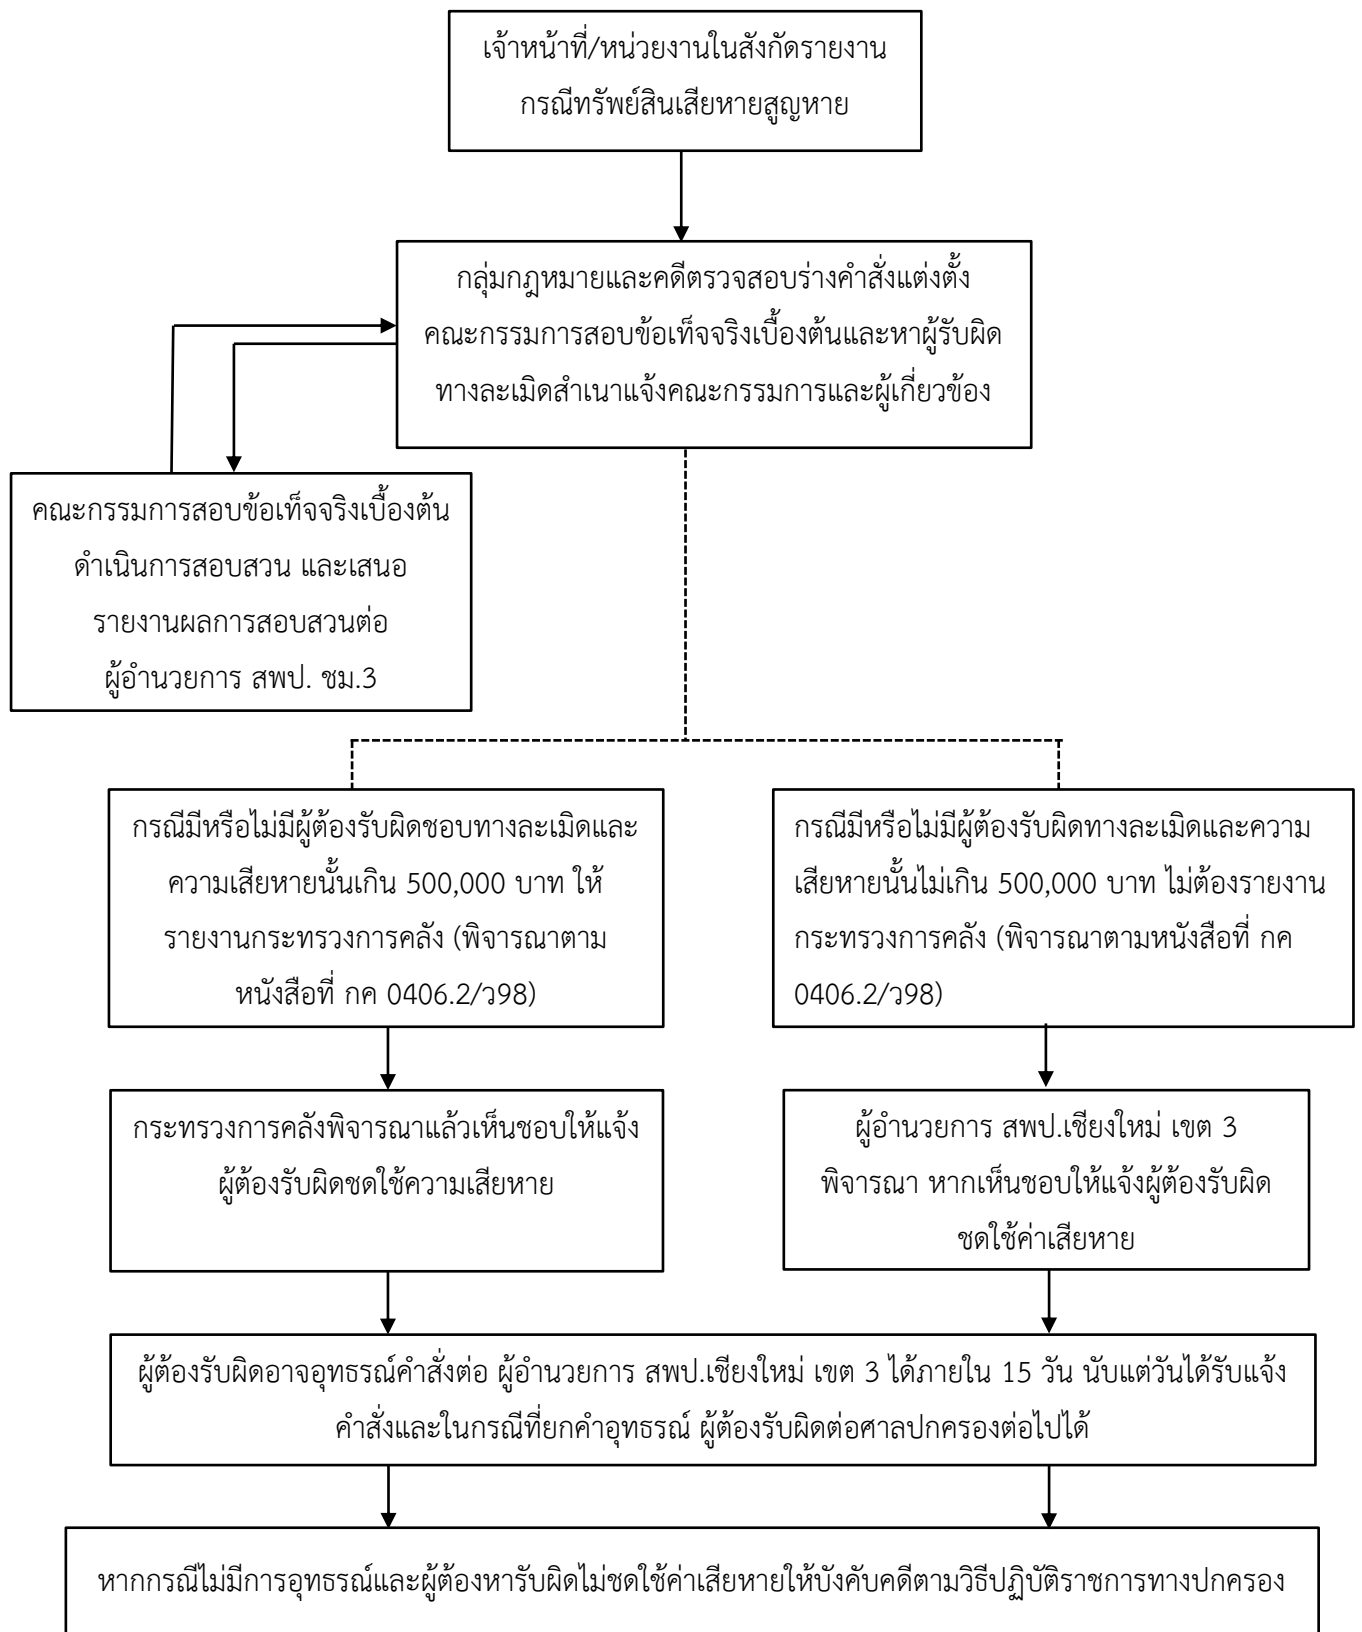 เจ้าหน้าที่/หน่วยงานในสังกัดรายงาน
กรณีทรัพย์สินเสียหายสูญหาย
กลุ่มกฎหมายและคดีตรวจสอบร่างคำสั่งแต่งตั้ง
คณะกรรมการสอบข้อเท็จจริงเบื้องต้นและหาผู้รับผิด
ทางละเมิดสำเนาแจ้งคณะกรรมการและผู้เกี่ยวข้อง
คณะกรรมการสอบข้อเท็จจริงเบื้องต้น
ดำเนินการสอบสวน และเสนอ
รายงานผลการสอบสวนต่อ
ผู้อำนวยการ สพป. ชม.3
กรณีมีหรือไม่มีผู้ต้องรับผิดชอบทางละเมิดและ
ความเสียหายนั้นเกิน 500,000 บาท ให้
รายงานกระทรวงการคลัง (พิจารณาตาม
หนังสือที่ กค 0406.2/ว98)
กรณีมีหรือไม่มีผู้ต้องรับผิดทางละเมิดและความ
เสียหายนั้นไม่เกิน 500,000 บาท ไม่ต้องรายงาน
กระทรวงการคลัง (พิจารณาตามหนังสือที่ กค
0406.2/ว98)
กระทรวงการคลังพิจารณาแล้วเห็นชอบให้แจ้ง
ผู้ต้องรับผิดชดใช้ความเสียหาย
ผู้อำนวยการ สพป.เชียงใหม่ เขต 3
พิจารณา หากเห็นชอบให้แจ้งผู้ต้องรับผิด
ชดใช้ค่าเสียหาย
ผู้ต้องรับผิดอาจอุทธรณ์คำสั่งต่อ ผู้อำนวยการ สพป.เชียงใหม่ เขต 3 ได้ภายใน 15 วัน นับแต่วันได้รับแจ้ง
คำสั่งและในกรณีที่ยกคำอุทธรณ์ ผู้ต้องรับผิดต่อศาลปกครองต่อไปได้
หากกรณีไม่มีการอุทธรณ์และผู้ต้องหารับผิดไม่ชดใช้ค่าเสียหายให้บังคับคดีตามวิธีปฏิบัติราชการทางปกครอง